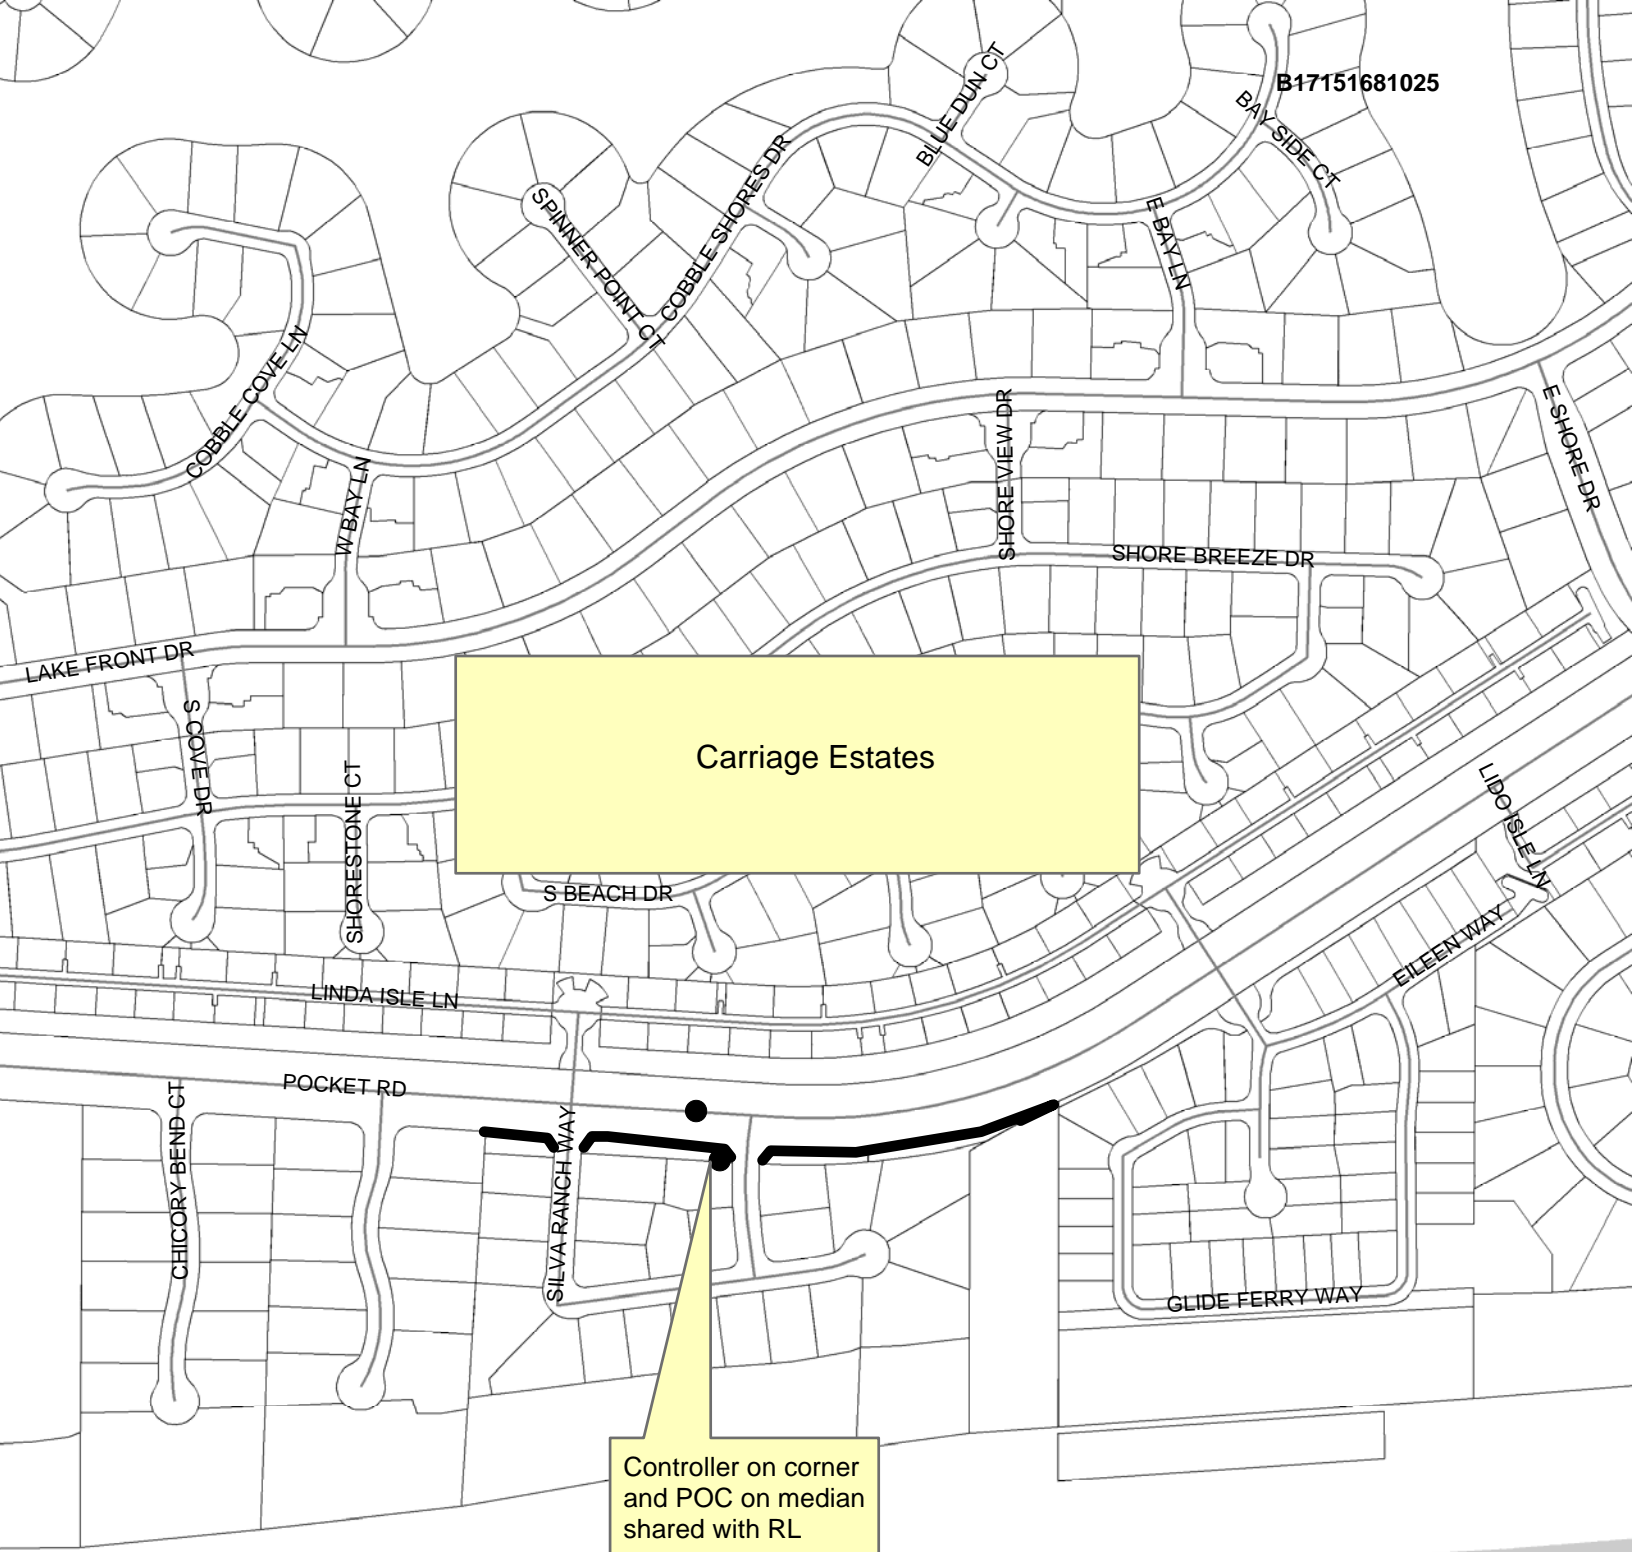 BLUE DUN CT
B17151681025
BAY SIDE CT
COBBLE SHORES DR
SPINNER POINT CT
E BAY LN
COBBLE COVE LN
E SHORE DR
SHORE VIEW DR
W BAY LN
SHORE BREEZE DR
LAKE FRONT DR
S COVE DR
Carriage Estates
SHORESTONE CT
LIDO ISLE LN
S BEACH DR
EILEEN WAY
LINDA ISLE LN
POCKET RD
CHICORY BEND CT
SILVA RANCH WAY
GLIDE FERRY WAY
Controller on corner
and POC on median
shared with RL